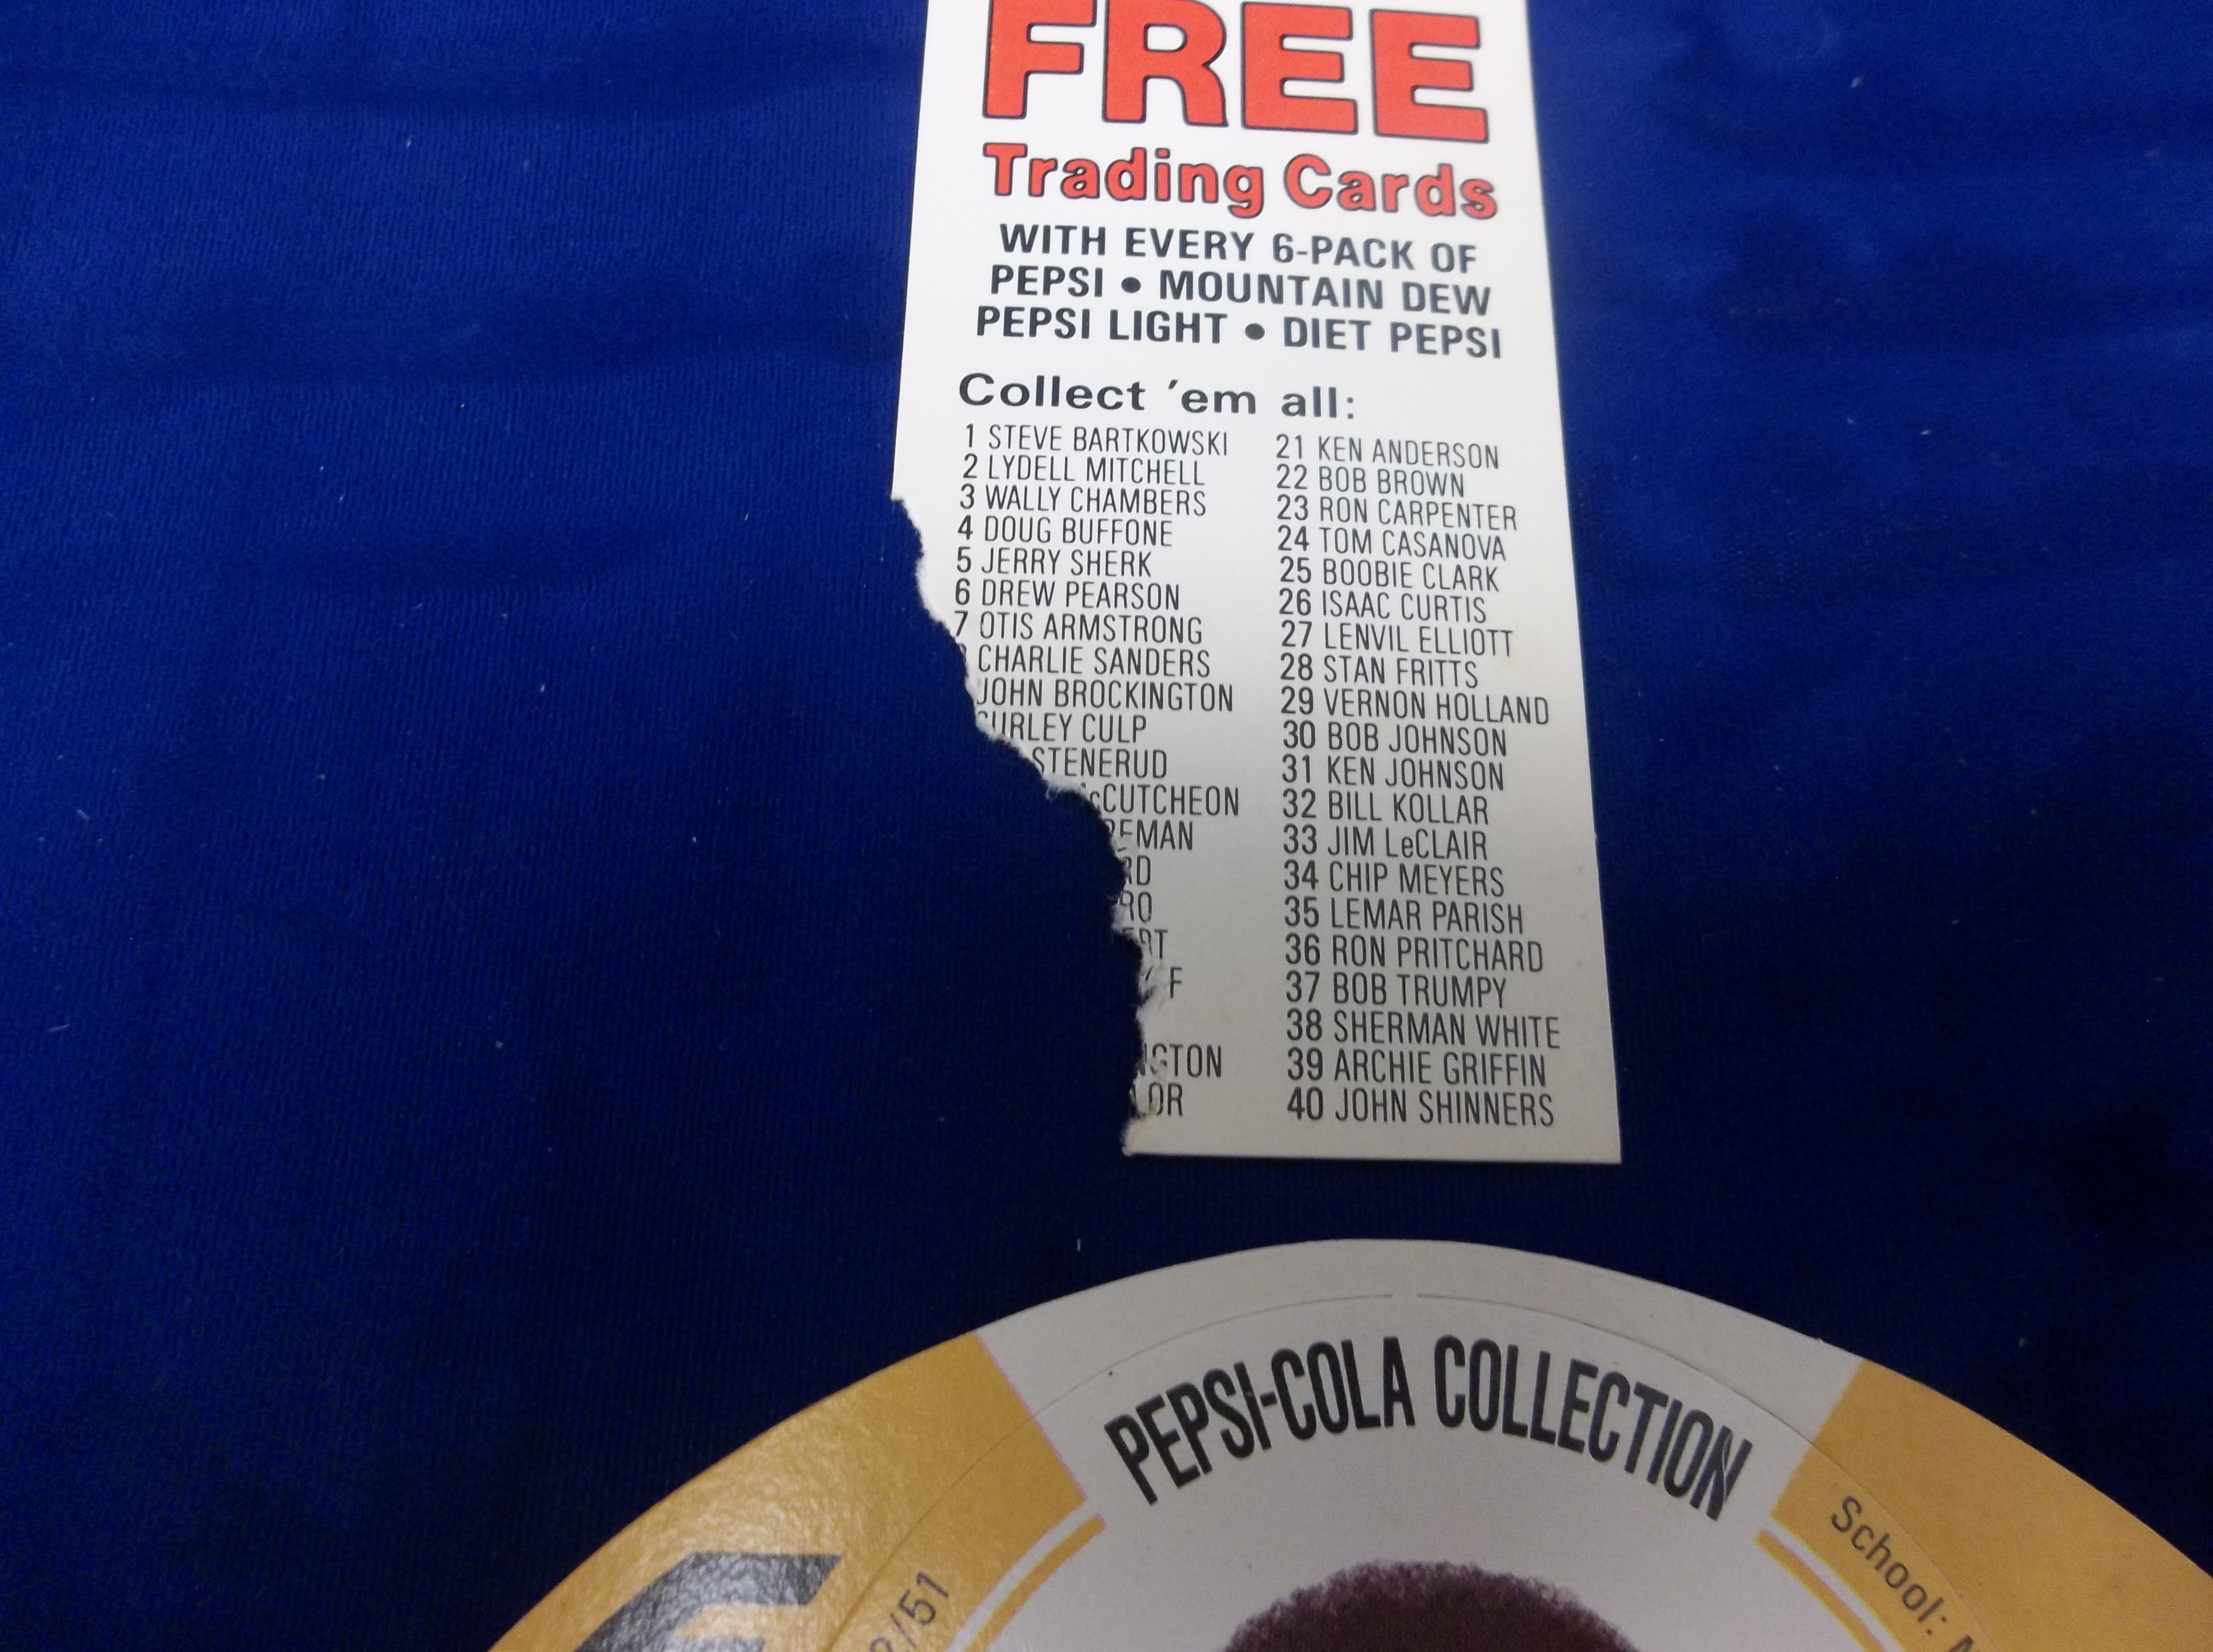 FREE
Trading Cards
WITH EVERY 6-PACK OF
PEPSI • MOUNTAIN DEW
PEPSI LIGHT • DIET PEPSI
Collect 'em all:
1 STEVE BARTKOWSKI
2 LYDELL MITCHELL
3 WALLY CHAMBERS
4 DOUG BUFFONE
5 JERRY SHERK
6 DREW PEARSON
7 OTIS ARMSTRONG
CHARLIE SANDERS
JOHN BROCKINGTON
CURLEY CULP
STENERUD
McCUTCHEON
21 KEN ANDERSON
22 BOB BROWN
23 RON CARPENTER
24 TOM CASANOVA
25 BOOBIE CLARK
26 ISAAC CURTIS
27 LENVIL ELLIOTT
28 STAN FRITTS
29 VERNON HOLLAND
30 BOB JOHNSON
31 KEN JOHNSON
32 BILL KOLLAR
33 JIM LeCLAIR
34 CHIP MEYERS
35 LEMAR PARISH
36 RON PRITCHARD
37 BOB TRUMPY
38 SHERMAN WHITE
39 ARCHIE GRIFFIN
40 JOHN SHINNERS
PEPSI-COLA COLLECTION
School: